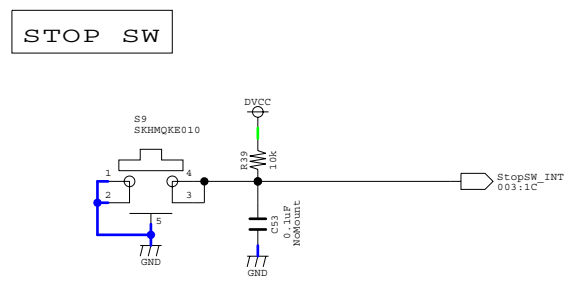 STOP SW
DVCC
S9
SKHMQKE010
R39
10k
1
4
2
3
StopSW_INT
003:1C
5
C53
0.1uF
NoMount
GND
GND